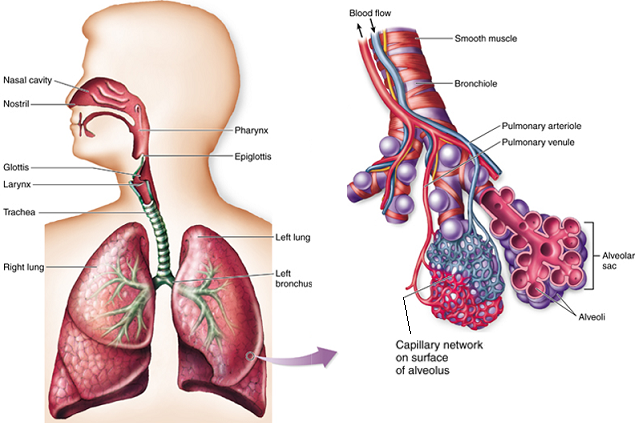 Nasal cavity
Nostril
Glottis
Larynx
Trachea
Right lung
Pharynx
Epiglottis
Left lung
Left
bronchus
Blood flow
Smooth muscle
Bronchiole
Pulmonary arteriole
Pulmonary venule
Alveolar
sac
Alveoli
Capillary network
on surface
of alveolus